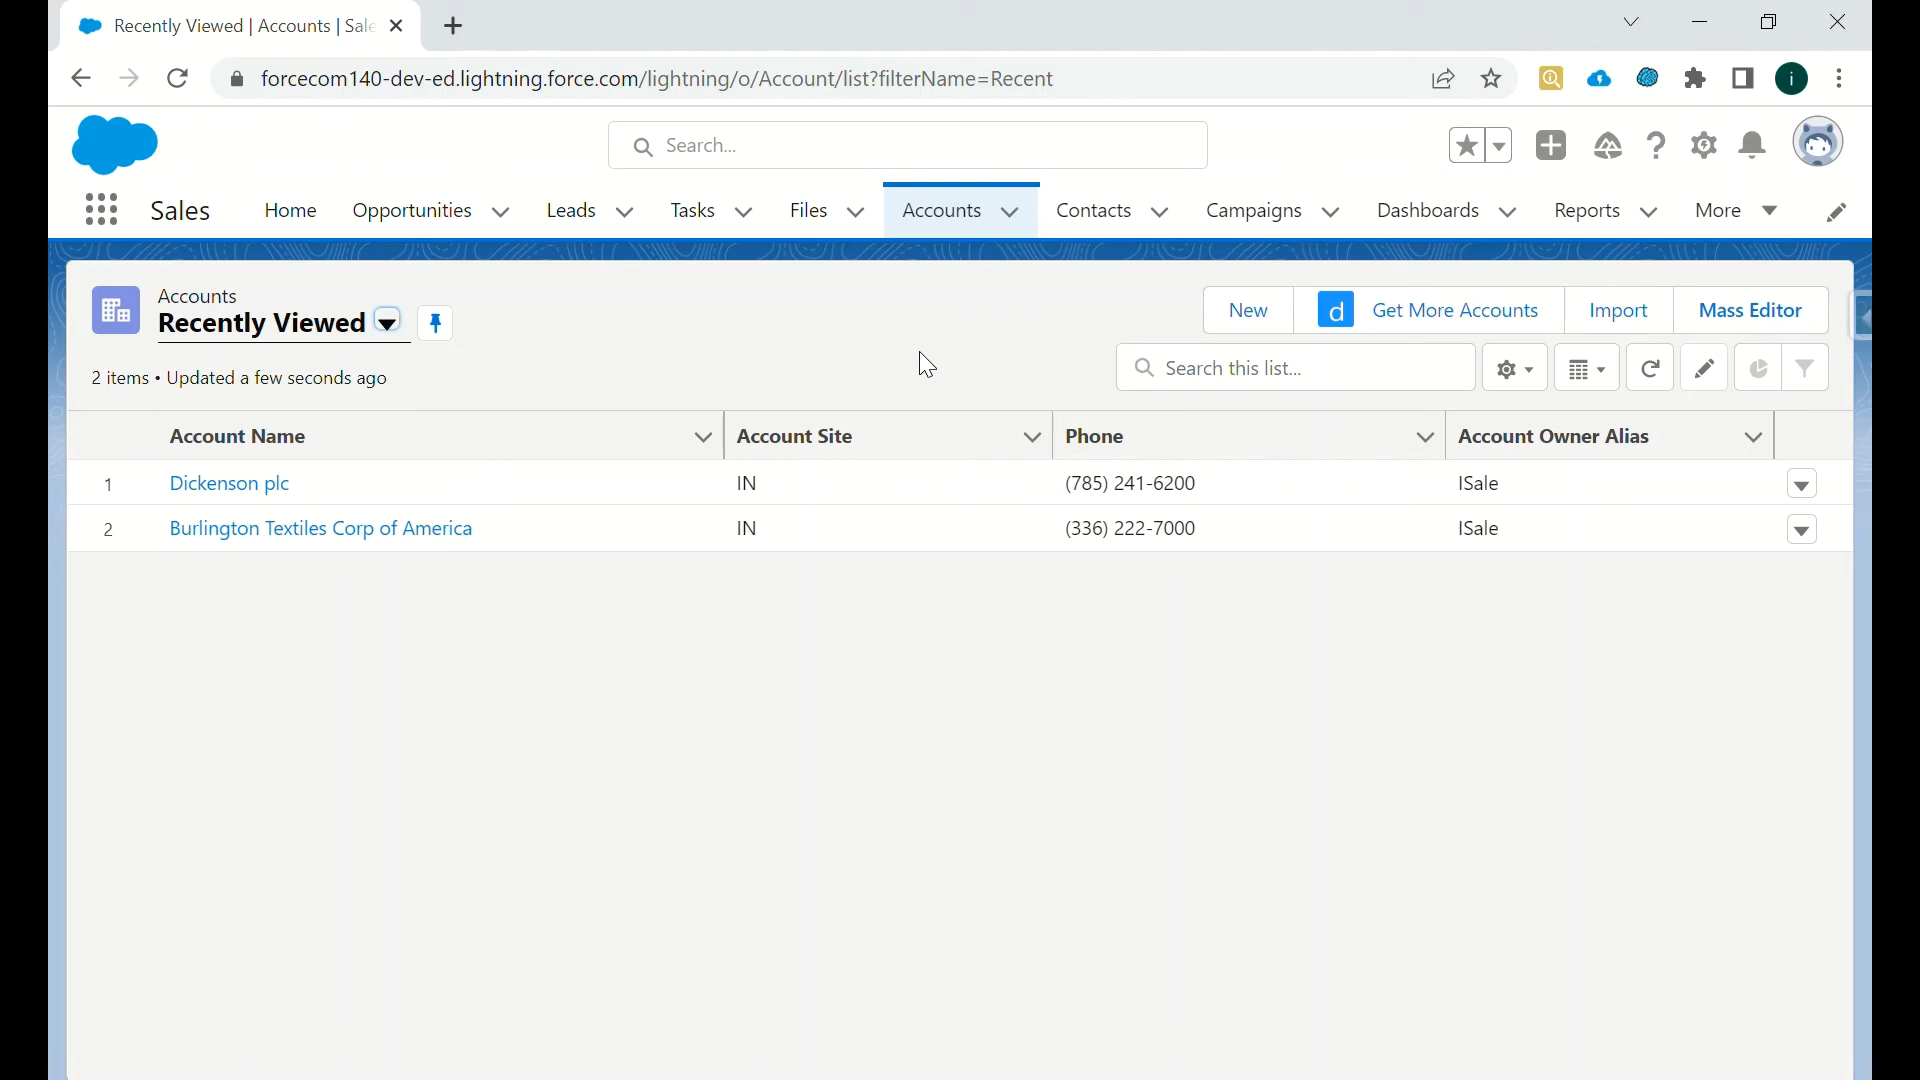 Recently Viewed | Accounts | Sale
forcecom140-dev-ed.lightning.force.com/lightning/o/Account/list?filterName=Recent
i
Search...
Sales Home Opportunities Leads Tasks Files Accounts Contacts Campaigns Dashboards Reports More
Accounts
Recently Viewed
New d Get More Accounts Import Mass Editor
2 items • Updated a few seconds ago
Search this list...
Account Name Account Site Phone Account Owner Alias
1 Dickenson plc IN (785) 241-6200 ISale
2 Burlington Textiles Corp of America IN (336) 222-7000 ISale